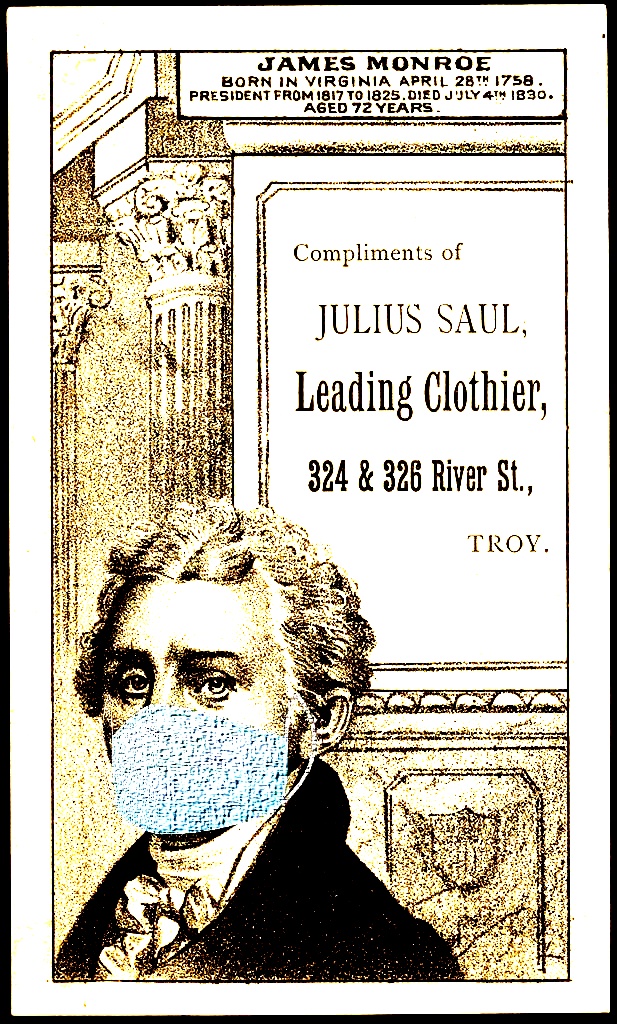 JAMES MONROE
BORN IN VIRGINIA APRIL 28TH 1758.
PRESIDENT FROM 1817 TO 1825. DIED JULY 4TH 1830.
AGED 72 YEARS.
Compliments of
JULIUS SAUL,
Leading Clothier,
324 & 326 River St.,
TROY.